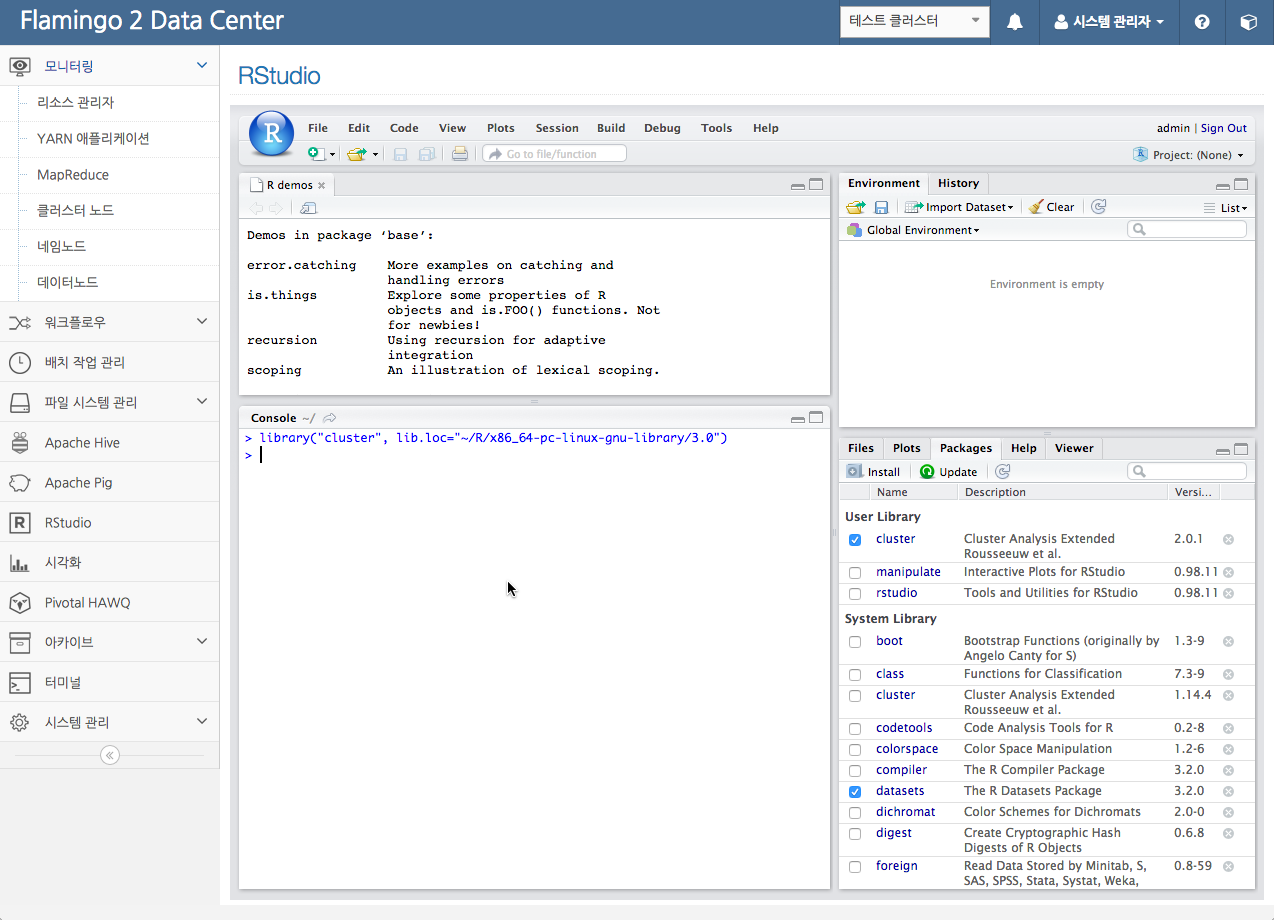 Flamingo 2 Data Center
테스트 클러스터
시스템 관리자
모니터링
리소스 관리자
YARN 애플리케이션
MapReduce
클러스터 노드
네임노드
데이터노드
워크플로우
배치 작업 관리
파일 시스템 관리
Apache Hive
Apache Pig
RStudio
시각화
Pivotal HAWQ
아카이브
터미널
시스템 관리
RStudio
File Edit Code View Plots Session Build Debug Tools Help
admin | Sign Out
Go to file/function
Project: (None)
R demos
Demos in package ‘base’:
error.catching More examples on catching and
handling errors
is.things Explore some properties of R
objects and is.FOO() functions. Not
for newbies!
recursion Using recursion for adaptive
integration
scoping An illustration of lexical scoping.
Console ~/
> library("cluster", lib.loc="~/R/x86_64-pc-linux-gnu-library/3.0")
>
Environment History
Import Dataset Clear List
Global Environment
Environment is empty
Files Plots Packages Help Viewer
Install Update
Name Description Versi...
User Library
cluster Cluster Analysis Extended 2.0.1
Rousseeuw et al.
manipulate Interactive Plots for RStudio 0.98.11
rstudio Tools and Utilities for RStudio 0.98.11
System Library
boot Bootstrap Functions (originally by 1.3-9
Angelo Canty for S)
class Functions for Classification 7.3-9
cluster Cluster Analysis Extended 1.14.4
Rousseeuw et al.
codetools Code Analysis Tools for R 0.2-8
colorspace Color Space Manipulation 1.2-6
compiler The R Compiler Package 3.2.0
datasets The R Datasets Package 3.2.0
dichromat Color Schemes for Dichromats 2.0-0
digest Create Cryptographic Hash 0.6.8
Digests of R Objects
foreign Read Data Stored by Minitab, S, 0.8-59
SAS, SPSS, Stata, Systat, Weka,